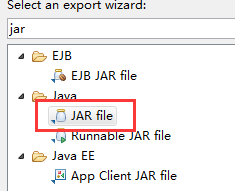 Select an export wizard:
jar
EJB
EJB JAR file
Java
JAR file
Runnable JAR file
Java EE
App Client JAR file